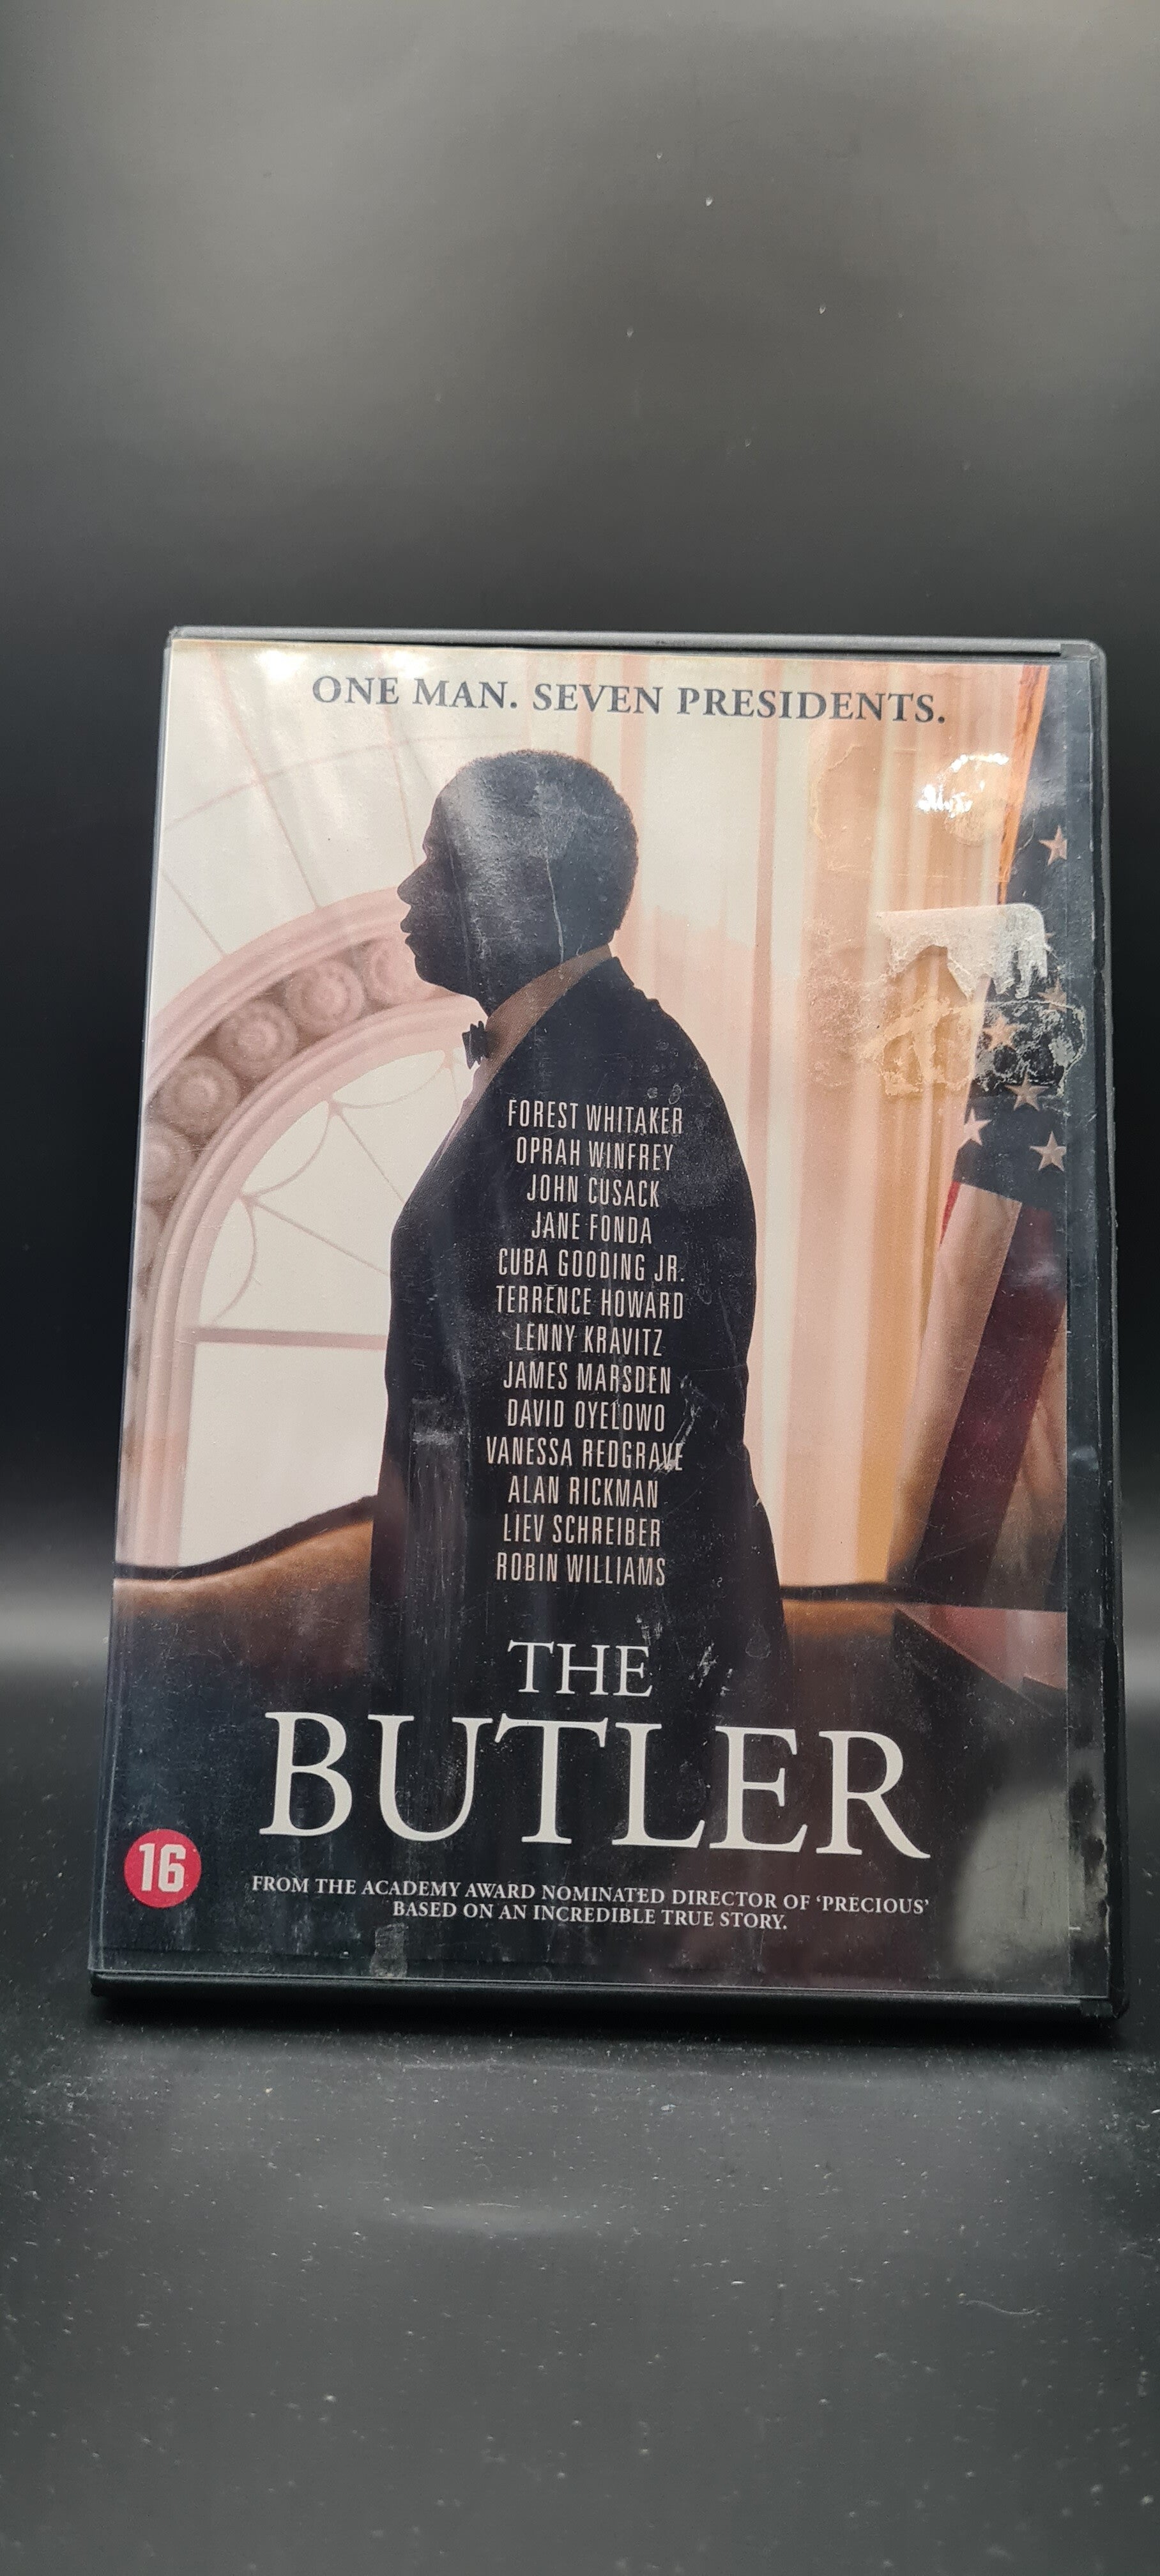 ONE MAN. SEVEN PRESIDENTS.
FOREST WHITAKER
OPRAH WINFREY
JOHN CUSACK
JANE FONDA
CUBA GOODING JR.
TERRENCE HOWARD
LENNY KRAVITZ
JAMES MARSDEN
DAVID OYELOWO
VANESSA REDGRAVE
ALAN RICKMAN
LIEV SCHREIBER
ROBIN WILLIAMS
THE
BUTLER
16
FROM THE ACADEMY AWARD NOMINATED DIRECTOR OF 'PRECIOUS'
BASED ON AN INCREDIBLE TRUE STORY.